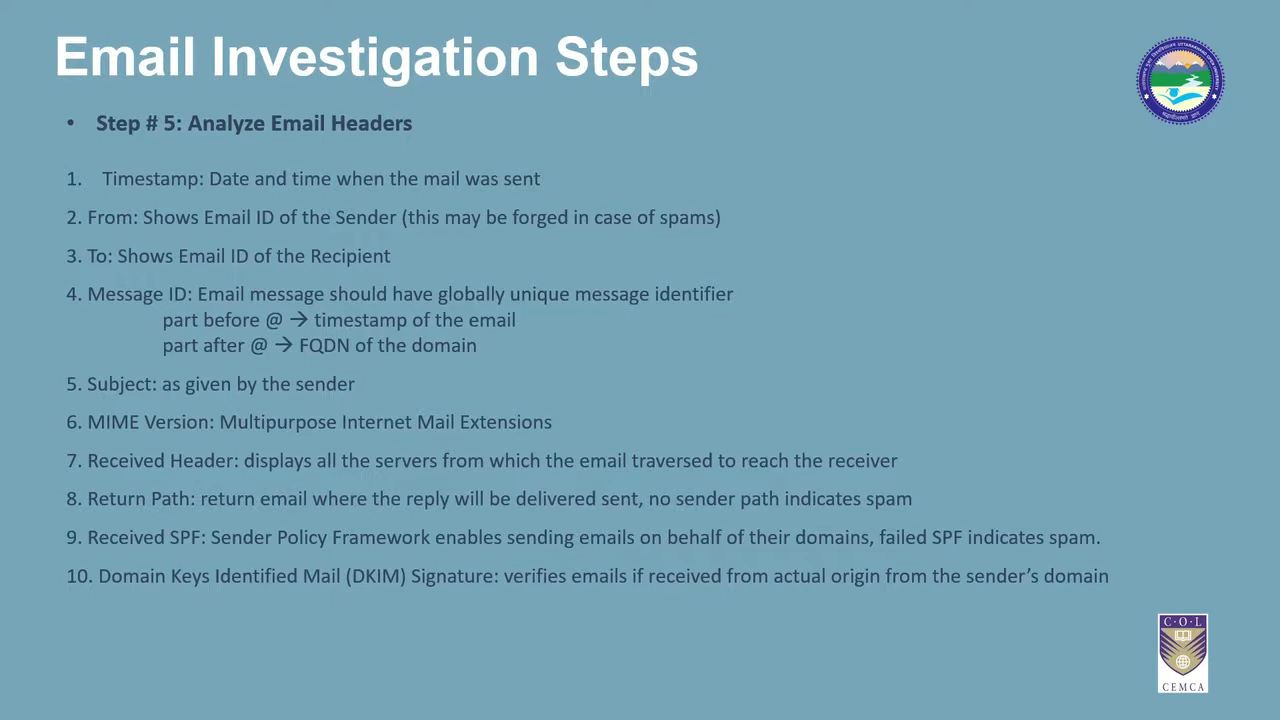 Email Investigation Steps
• Step # 5: Analyze Email Headers
1. Timestamp: Date and time when the mail was sent
2. From: Shows Email ID of the Sender (this may be forged in case of spams)
3. To: Shows Email ID of the Recipient
4. Message ID: Email message should have globally unique message identifier
part before @ → timestamp of the email
part after @ → FQDN of the domain
5. Subject: as given by the sender
6. MIME Version: Multipurpose Internet Mail Extensions
7. Received Header: displays all the servers from which the email traversed to reach the receiver
8. Return Path: return email where the reply will be delivered sent, no sender path indicates spam
9. Received SPF: Sender Policy Framework enables sending emails on behalf of their domains, failed SPF indicates spam.
10. Domain Keys Identified Mail (DKIM) Signature: verifies emails if received from actual origin from the sender’s domain
C·O·L
CEMCA